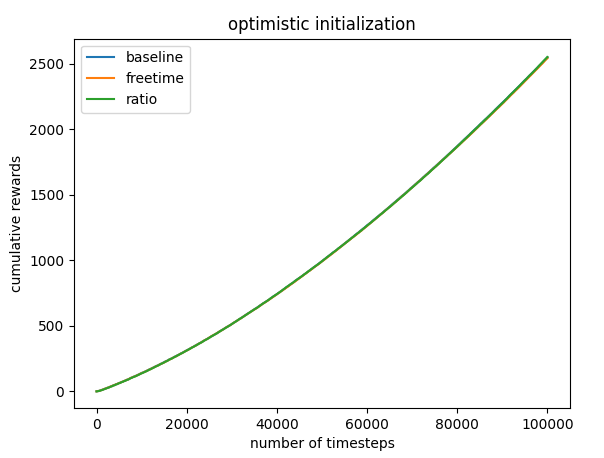 optimistic initialization
baseline
freetime
ratio
cumulative rewards
2500
2000
1500
1000
500
0
0 20000 40000 60000 80000 100000
number of timesteps